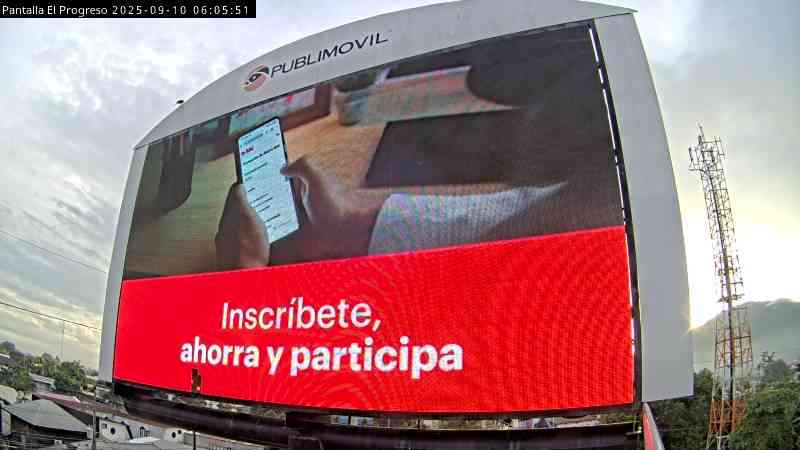 Pantalla El Progreso 2025-09-10 06:05:51
PUBLIMOVIL
Inscríbete,
ahorra y participa